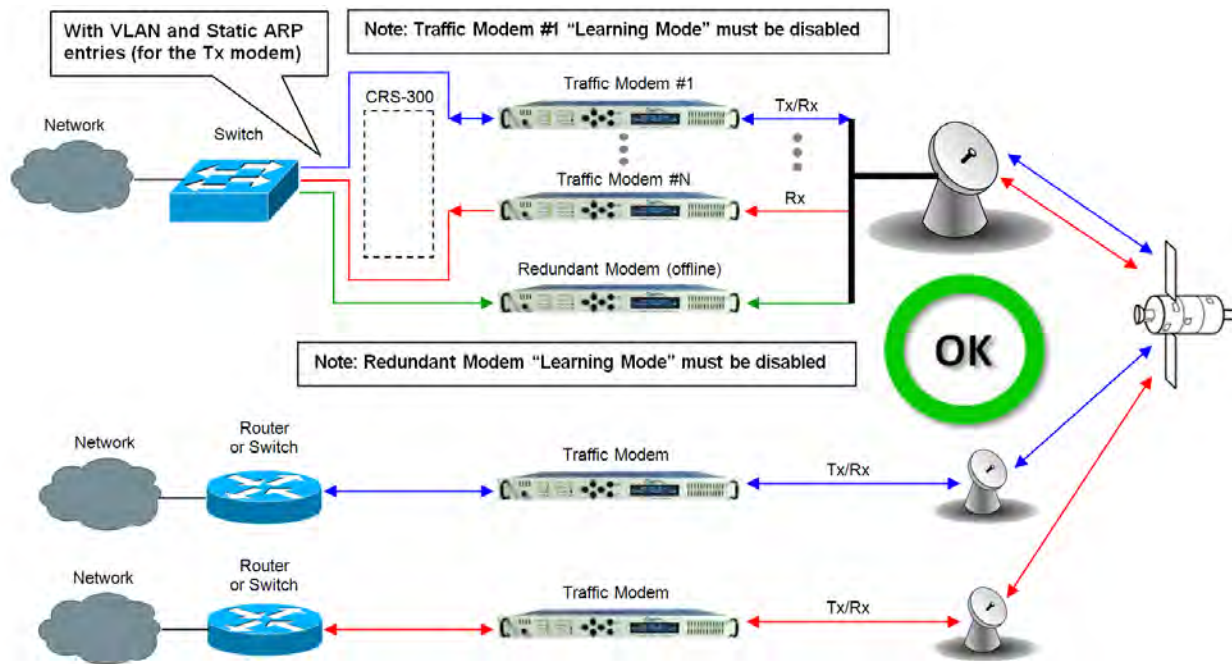 With VLAN and Static ARP
entries (for the Tx modem)
Note: Traffic Modem #1 “Learning Mode” must be disabled
Network
Switch
CRS-300
Traffic Modem #1
Tx/Rx
Traffic Modem #N
Rx
Redundant Modem (offline)
OK
Note: Redundant Modem “Learning Mode” must be disabled
Network
Router
or Switch
Traffic Modem
Tx/Rx
Network
Router
or Switch
Traffic Modem
Tx/Rx